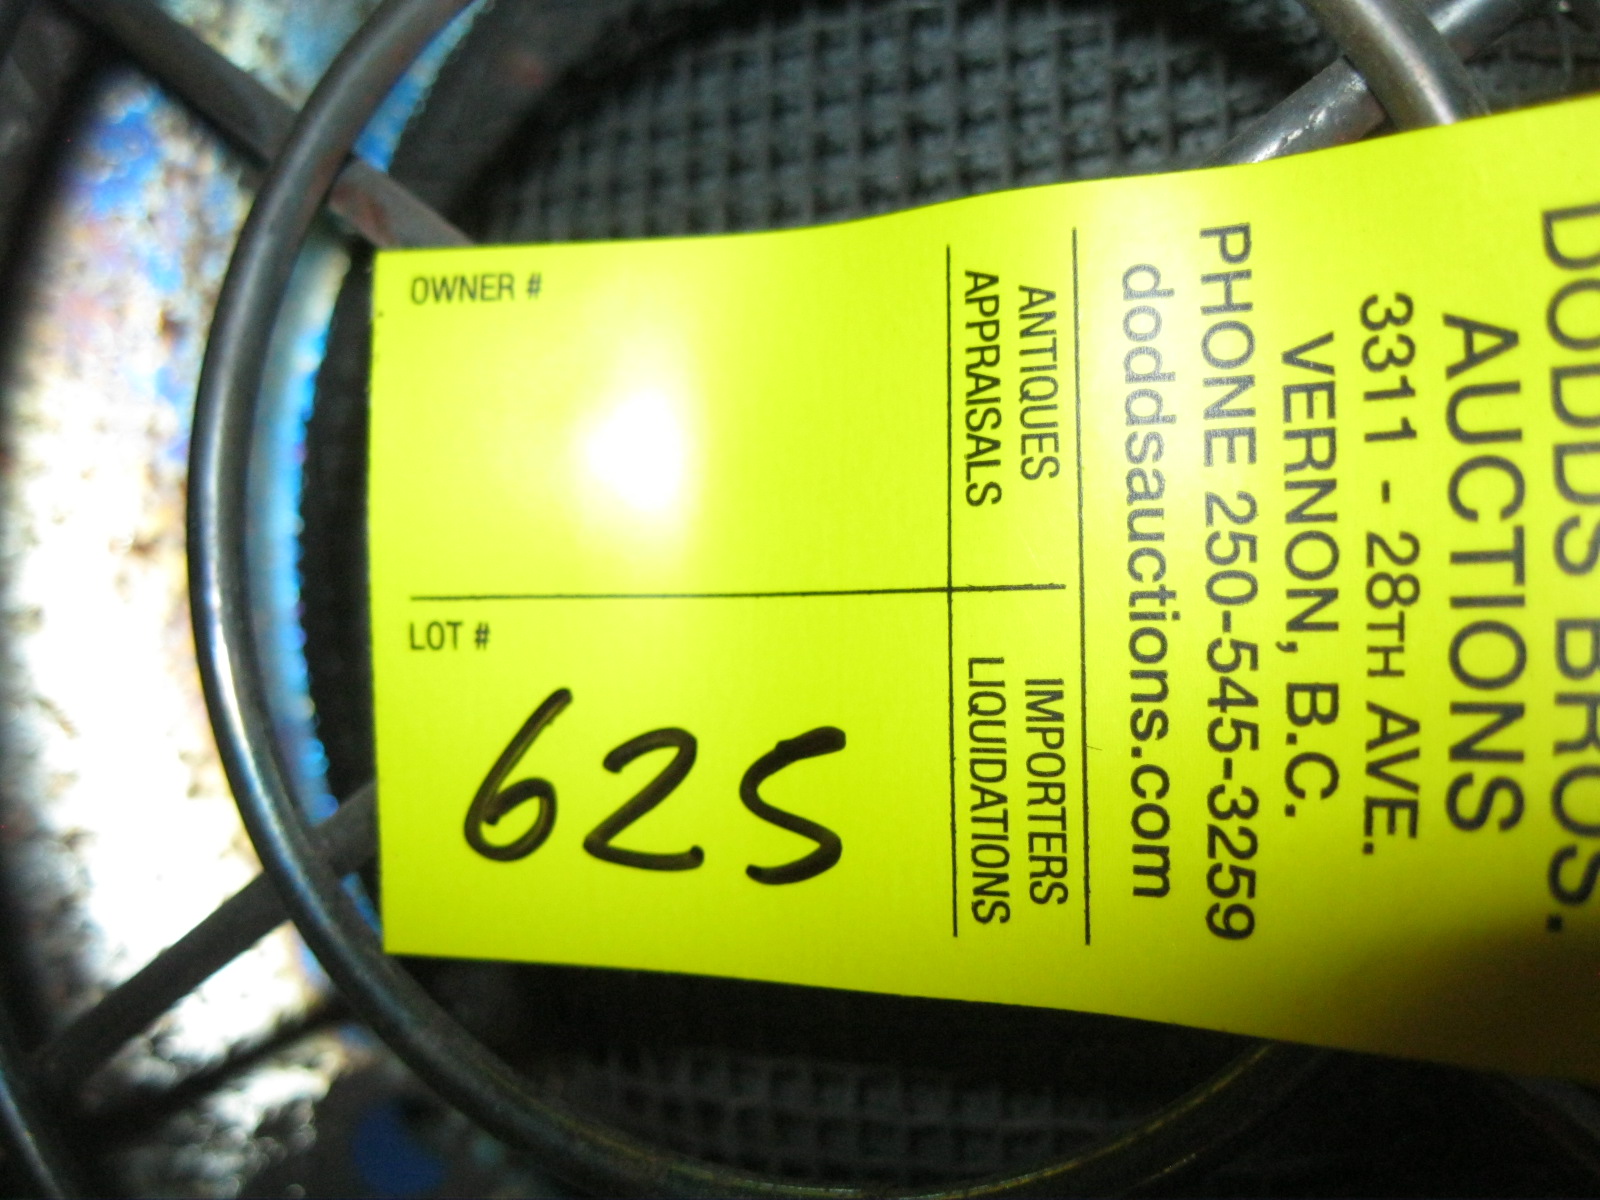 DODDS BROS.
AUCTIONS
3311 - 28TH AVE.
VERNON, B.C.
PHONE 250-545-3259
doddsauctions.com
ANTIQUES
APPRAISALS
IMPORTERS
LIQUIDATIONS
OWNER #
LOT #
625